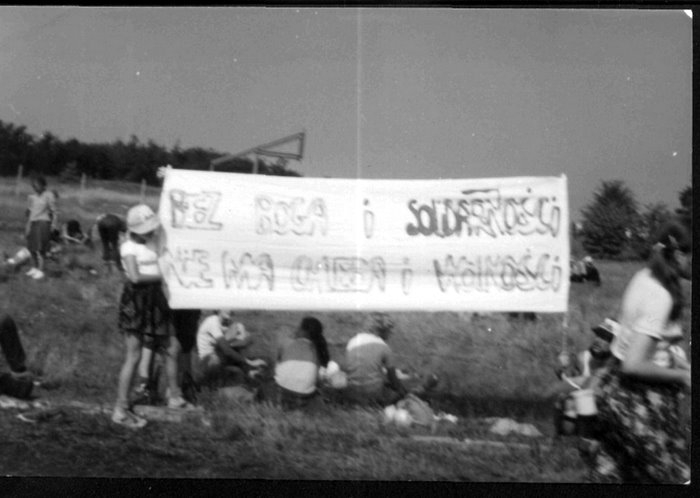 BEZ BOGA i SOLIDARNOŚCi
NIE MA CHLEBA i WOLNOŚCi